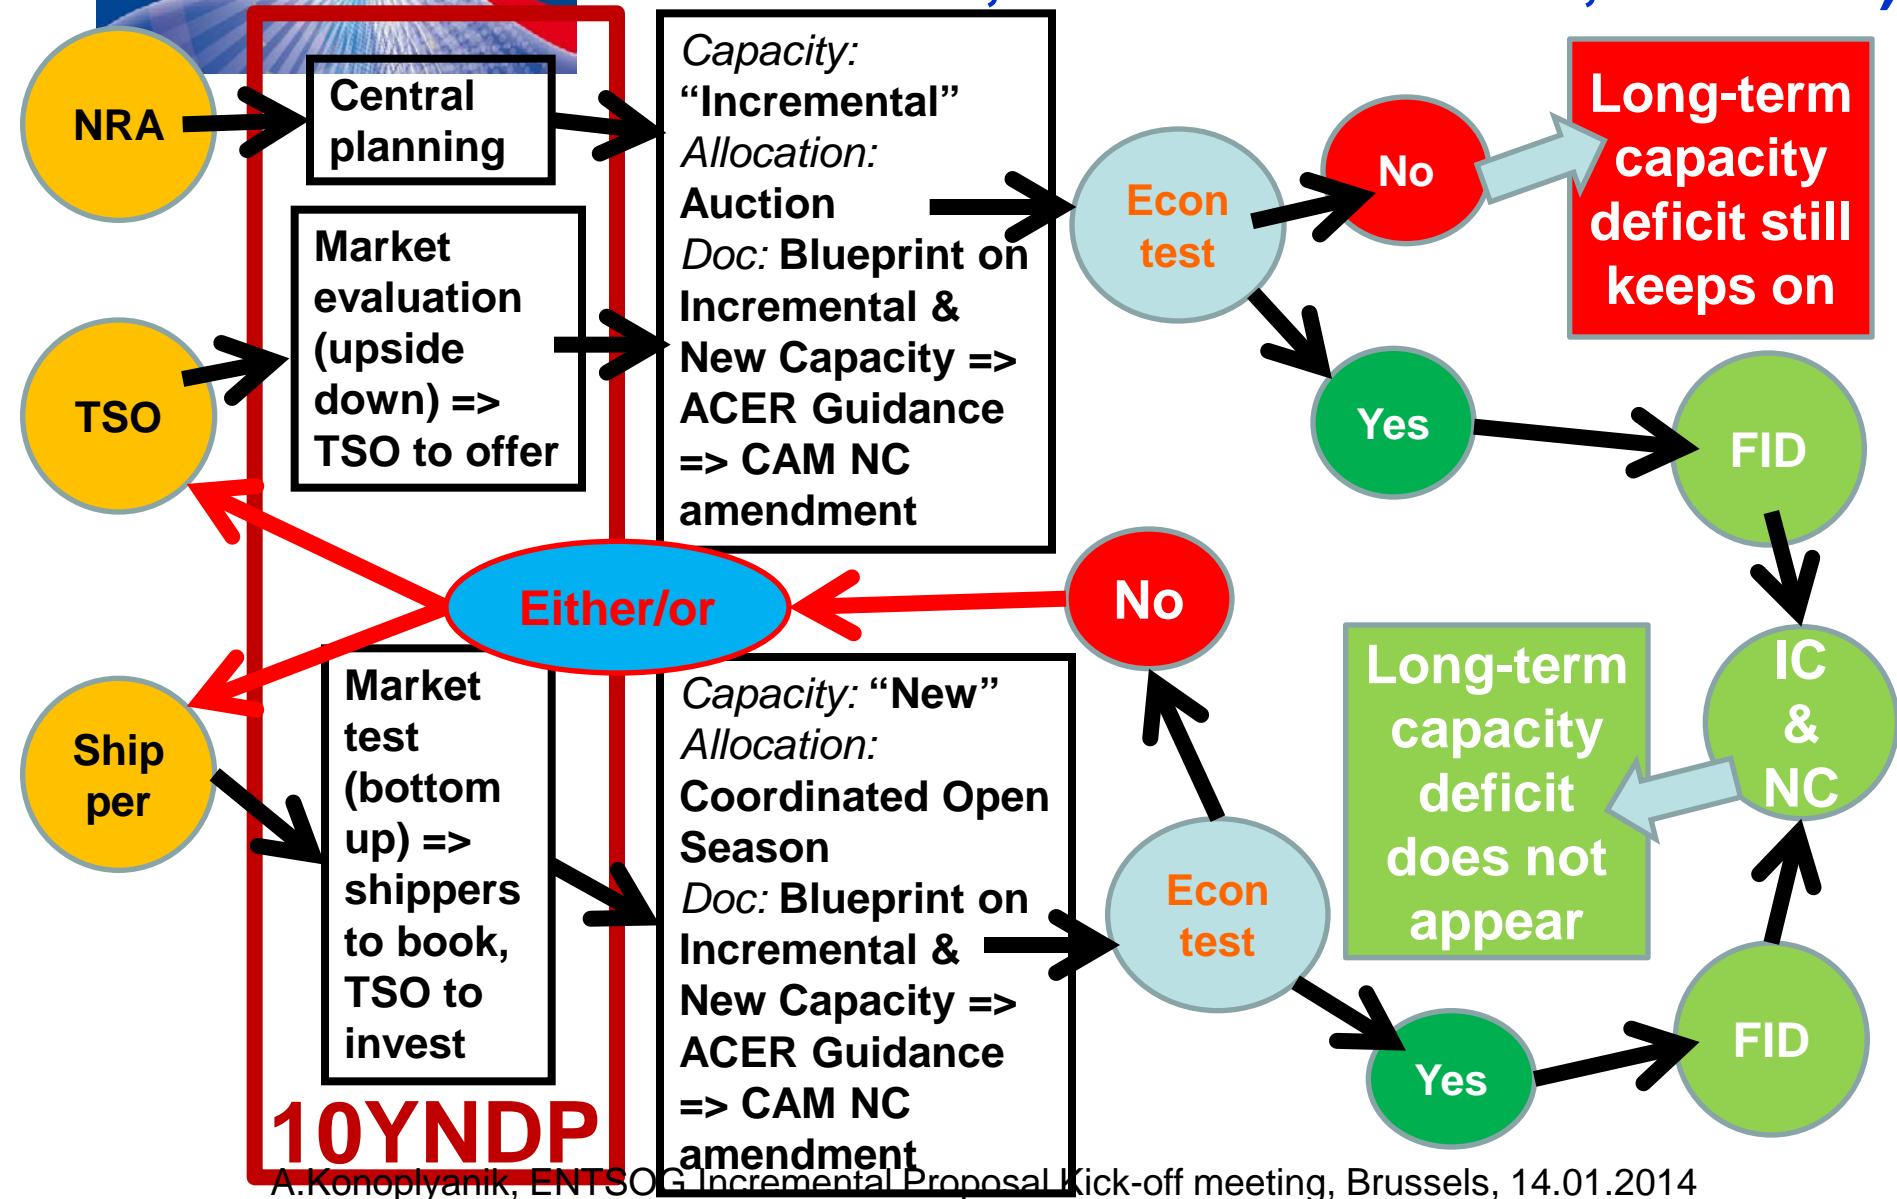 NRA
Central
planning
Capacity:
“Incremental”
Allocation:
Auction
Doc: Blueprint on
Incremental &
New Capacity =>
ACER Guidance
=> CAM NC
amendment
Econ
test
No
Long-term
capacity
deficit still
keeps on
TSO
Market
evaluation
(upside
down) =>
TSO to offer
Yes
FID
Either/or
No
IC
&
NC
Long-term
capacity
deficit
does not
appear
Ship
per
Market
test
(bottom
up) =>
shippers
to book,
TSO to
invest
Capacity: “New”
Allocation:
Coordinated Open
Season
Doc: Blueprint on
Incremental &
New Capacity =>
ACER Guidance
=> CAM NC
amendment
Econ
test
Yes
FID
10YNDP
A.Konoplyanik, ENTSOG Incremental Proposal Kick-off meeting, Brussels, 14.01.2014